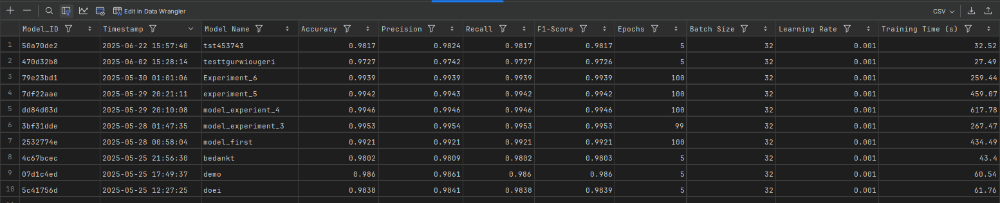 Edit in Data Wrangler CSV
Model_ID Timestamp Model Name Accuracy Precision Recall F1-Score Epochs Batch Size Learning Rate Training Time (s)
1 50a70de2 2025-06-22 15:57:40 tst453743 0.9817 0.9824 0.9817 0.9817 5 32 0.001 32.52
2 470d32b8 2025-06-02 15:28:14 testtgurwiougeri 0.9727 0.9742 0.9727 0.9726 5 32 0.001 27.49
3 79e23bd1 2025-05-30 01:01:06 Experiment_6 0.9939 0.9939 0.9939 0.9939 100 32 0.001 259.44
4 7df22aae 2025-05-29 20:21:11 experiment_5 0.9942 0.9943 0.9942 0.9942 100 32 0.001 459.07
5 dd84d03d 2025-05-29 20:10:08 model_experient_4 0.9946 0.9946 0.9946 0.9946 100 32 0.001 617.78
6 3bf31dde 2025-05-28 01:47:35 model_experiment_3 0.9953 0.9954 0.9953 0.9953 99 32 0.001 267.47
7 2532774e 2025-05-28 00:58:04 model_first 0.9921 0.9921 0.9921 0.9921 100 32 0.001 434.49
8 4c67bcec 2025-05-25 21:56:30 bedankt 0.9802 0.9809 0.9802 0.9803 5 32 0.001 43.4
9 07d1c4ed 2025-05-25 17:49:37 demo 0.986 0.9861 0.986 0.986 5 32 0.001 60.54
10 5c41756d 2025-05-25 12:27:25 doei 0.9838 0.9841 0.9838 0.9839 5 32 0.001 61.76